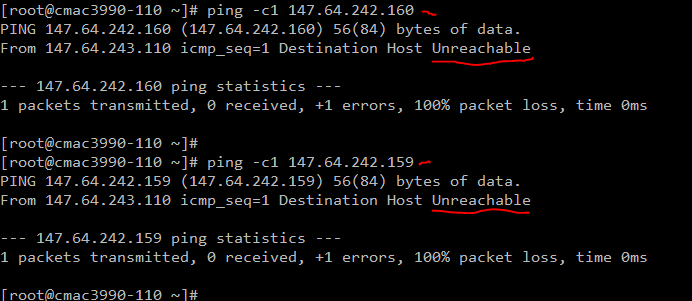 [root@cmac3990-110 ~]# ping -c1 147.64.242.160
PING 147.64.242.160 (147.64.242.160) 56(84) bytes of data.
From 147.64.243.110 icmp_seq=1 Destination Host Unreachable
--- 147.64.242.160 ping statistics ---
1 packets transmitted, 0 received, +1 errors, 100% packet loss, time 0ms
[root@cmac3990-110 ~]#
[root@cmac3990-110 ~]# ping -c1 147.64.242.159
PING 147.64.242.159 (147.64.242.159) 56(84) bytes of data.
From 147.64.243.110 icmp_seq=1 Destination Host Unreachable
--- 147.64.242.159 ping statistics ---
1 packets transmitted, 0 received, +1 errors, 100% packet loss, time 0ms
[root@cmac3990-110 ~]#